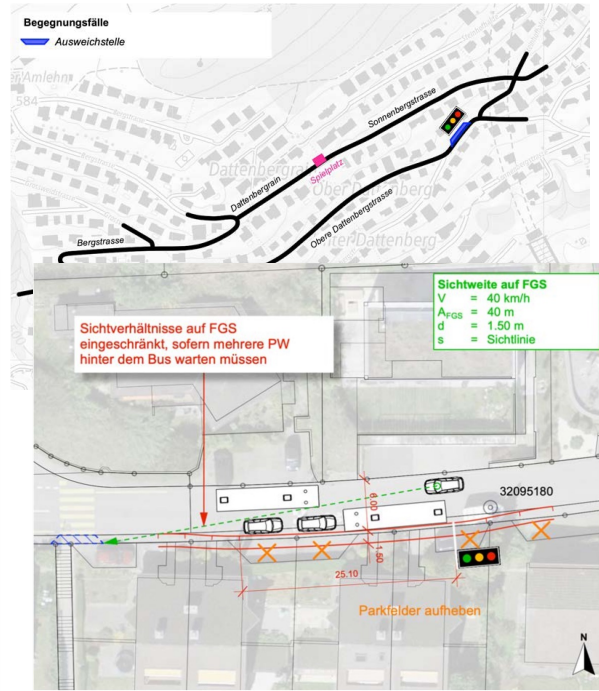 Begegnungsfälle
Ausweichstelle
Amlehn
584
Sonnenbergstrasse
Dattenbergrain
Spielplatz
Ober Dattenberg
Dattenbergrain
Obere Dattenbergstrasse
Unter-Dattenberg
Bergstrasse
Sichtweite auf FGS
V = 40 km/h
AFGS = 40 m
d = 1.50 m
s = Sichtlinie
Sichtverhältnisse auf FGS
eingeschränkt, sofern mehrere PW
hinter dem Bus warten müssen
6.00
32095180
1.50
25.10
Parkfelder aufheben
N